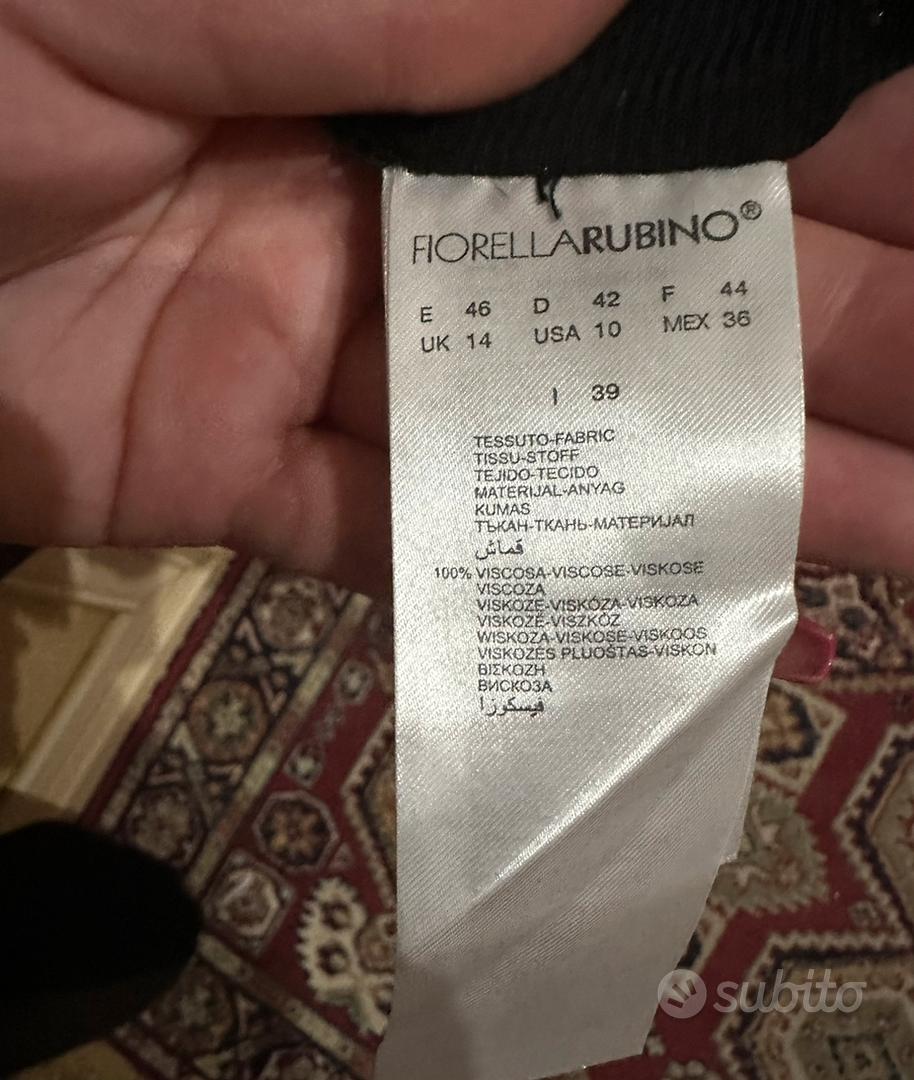 FIORELLARUBINO®
E 46 D 42 F 44
UK 14 USA 10 MEX 36
I 39
TESSUTO-FABRIC
TISSU-STOFF
TEJIDO-TECIDO
MATERIJAL-ANYAG
KUMAS
ТЪКАН-ТКАНЬ-МАТЕРИЈАЛ
قماش
100% VISCOSA-VISCOSE-VISKOSE
VISCOZA
VISKOZE-VISKÓZA-VISKOZA
VISKOZĖ-VISZKÓZ
WISKOZA-VISKOSE-VISKOOS
VISKOZĖS PLUOŠTAS-VISKON
ΒΙΣΚΟΖΗ
ВИСКОЗА
فيسكوزا
subito